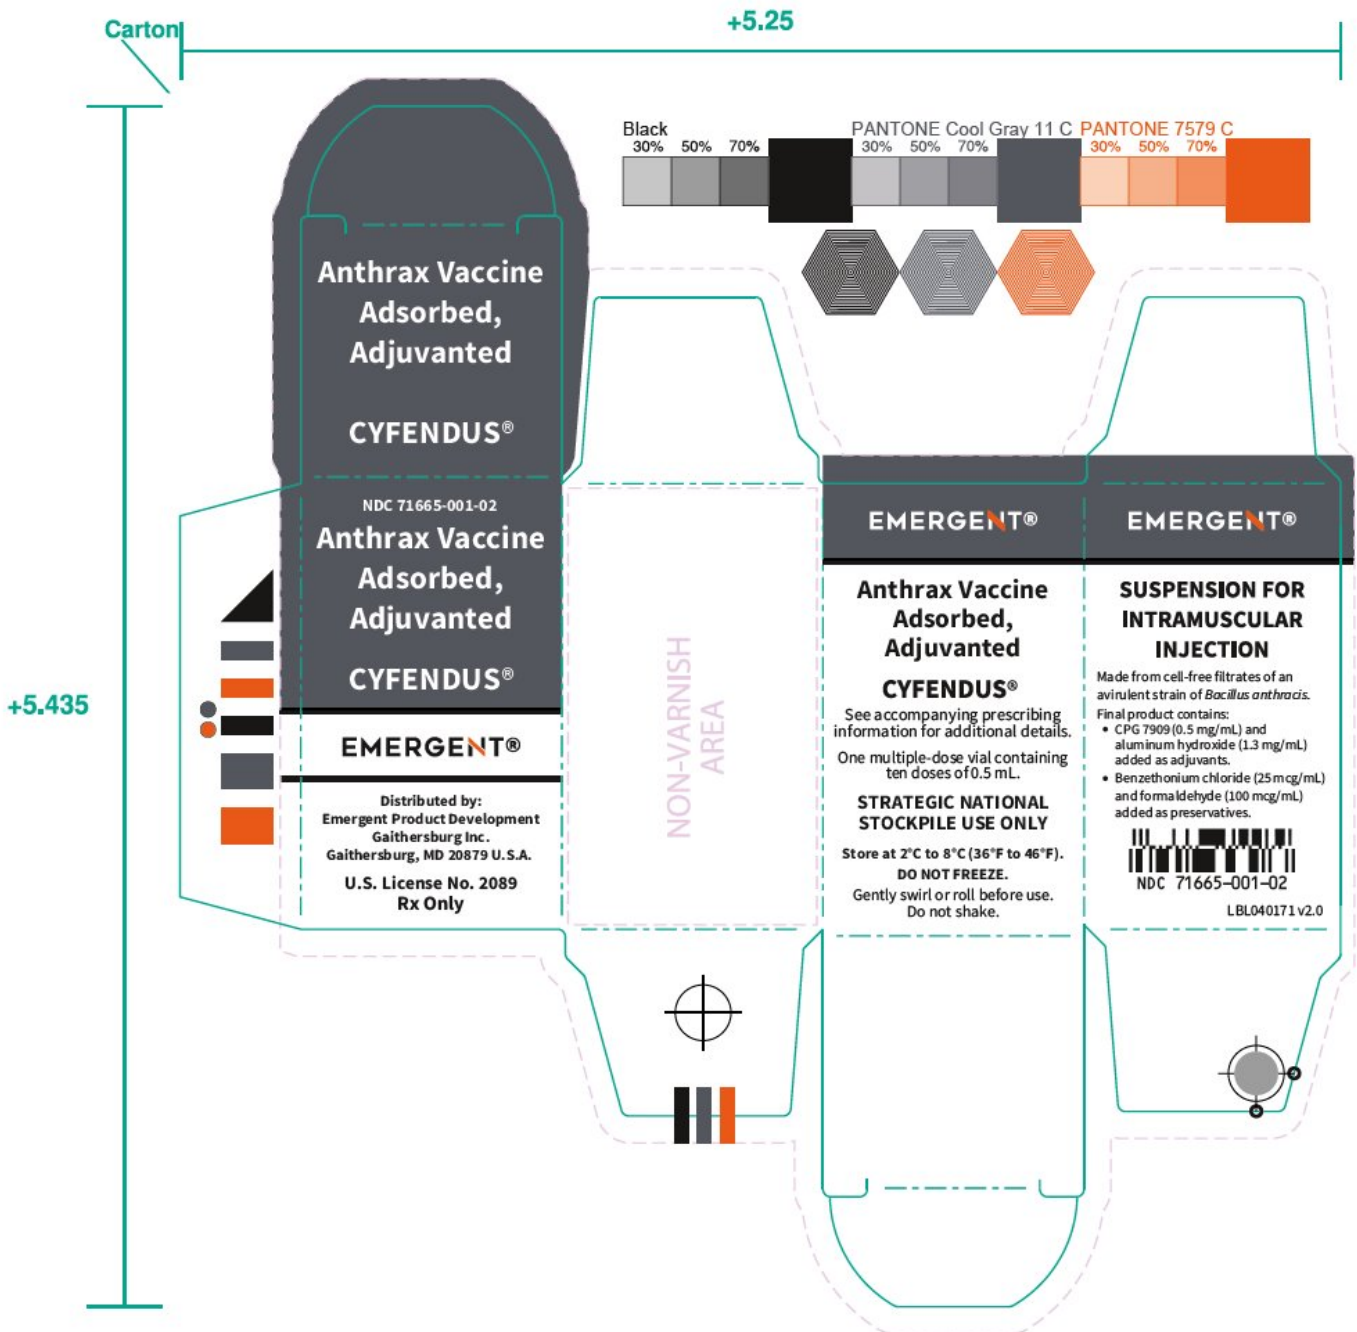 Carton
+5.25
+5.435
Black
30% 50% 70%
PANTONE Cool Gray 11 C
30% 50% 70%
PANTONE 7579 C
30% 50% 70%
Anthrax Vaccine
Adsorbed,
Adjuvanted
CYFENDUS®
NDC 71665-001-02
Anthrax Vaccine
Adsorbed,
Adjuvanted
CYFENDUS®
EMERGENT®
Distributed by:
Emergent Product Development
Gaithersburg Inc.
Gaithersburg, MD 20879 U.S.A.
U.S. License No. 2089
Rx Only
NON-VARNISH
AREA
EMERGENT®
Anthrax Vaccine
Adsorbed,
Adjuvanted
CYFENDUS®
See accompanying prescribing
information for additional details.
One multiple-dose vial containing
ten doses of 0.5 mL.
STRATEGIC NATIONAL
STOCKPILE USE ONLY
Store at 2°C to 8°C (36°F to 46°F).
DO NOT FREEZE.
Gently swirl or roll before use.
Do not shake.
EMERGENT®
SUSPENSION FOR
INTRAMUSCULAR
INJECTION
Made from cell-free filtrates of an
avirulent strain of Bacillus anthracis.
Final product contains:
• CPG 7909 (0.5 mg/mL) and
aluminum hydroxide (1.3 mg/mL)
added as adjuvants.
• Benzethonium chloride (25 mcg/mL)
and formaldehyde (100 mcg/mL)
added as preservatives.
NDC 71665-001-02
LBL040171 v2.0